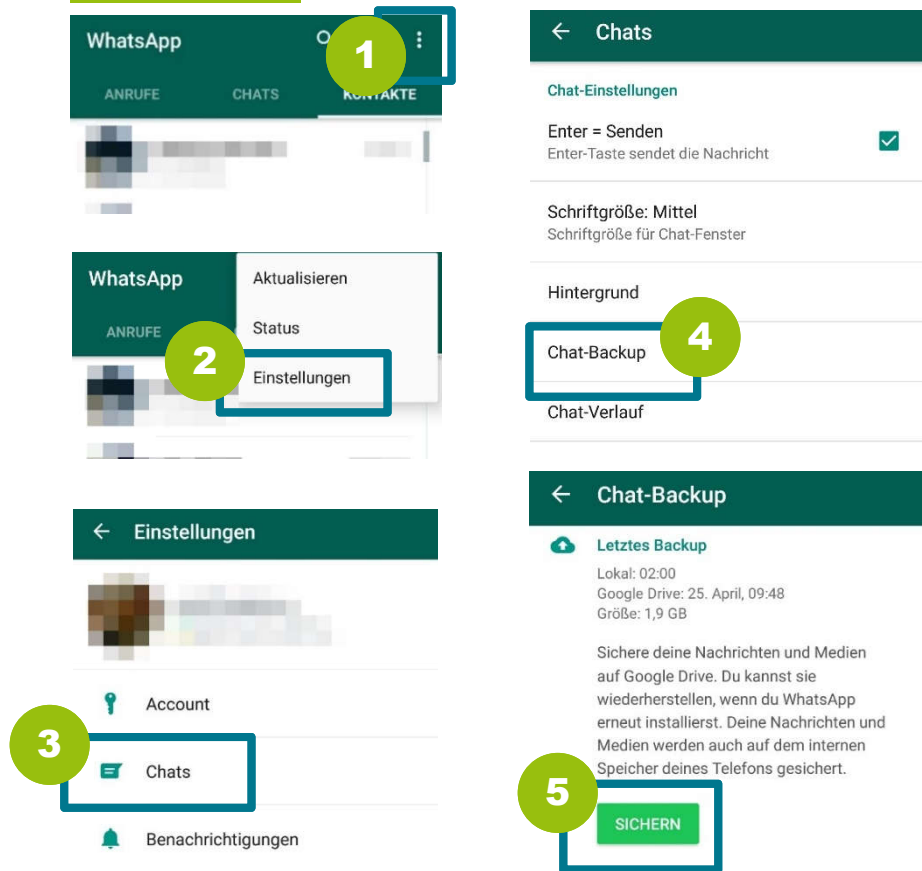 WhatsApp
1
ANRUFE CHATS KONTAKTE
WhatsApp
Aktualisieren
ANRUFE
Status
2
Einstellungen
Einstellungen
Account
3
Chats
Benachrichtigungen
Chats
Chat-Einstellungen
Enter = Senden
Enter-Taste sendet die Nachricht
Schriftgröße: Mittel
Schriftgröße für Chat-Fenster
Hintergrund
4
Chat-Backup
Chat-Verlauf
Chat-Backup
Letztes Backup
Lokal: 02:00
Google Drive: 25. April, 09:48
Größe: 1,9 GB
Sichere deine Nachrichten und Medien
auf Google Drive. Du kannst sie
wiederherstellen, wenn du WhatsApp
erneut installierst. Deine Nachrichten und
Medien werden auch auf dem internen
Speicher deines Telefons gesichert.
5
SICHERN